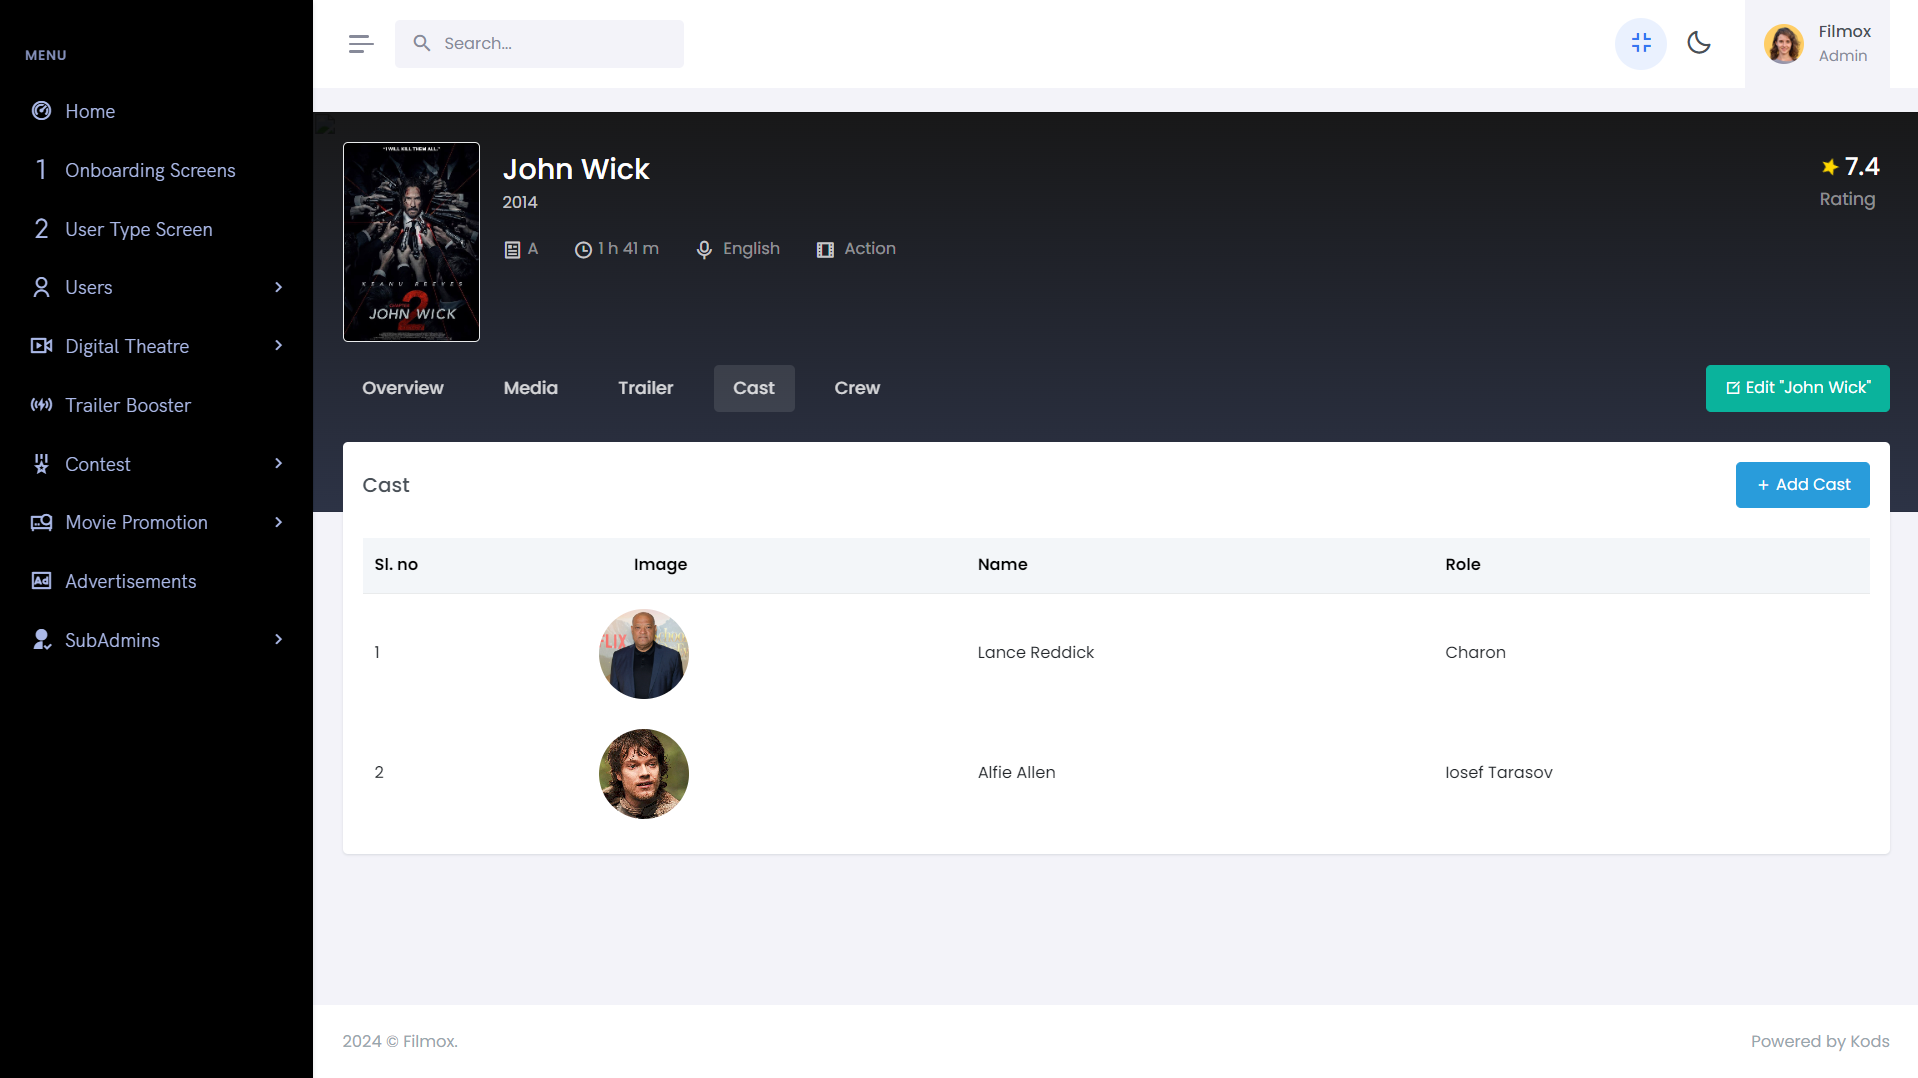 MENU
Home
1 Onboarding Screens
2 User Type Screen
Users
Digital Theatre
Trailer Booster
Contest
Movie Promotion
Ad Advertisements
SubAdmins
Search...
Filmox
Admin
"I WILL KILL THEM ALL."
KEANU REEVES
2
JOHN WICK
John Wick
2014
A 1 h 41 m English Action
7.4
Rating
Overview Media Trailer Cast Crew
Edit "John Wick"
Cast
+ Add Cast
Sl. no Image Name Role
1 Lance Reddick Charon
2 Alfie Allen Iosef Tarasov
2024 © Filmox.
Powered by Kods